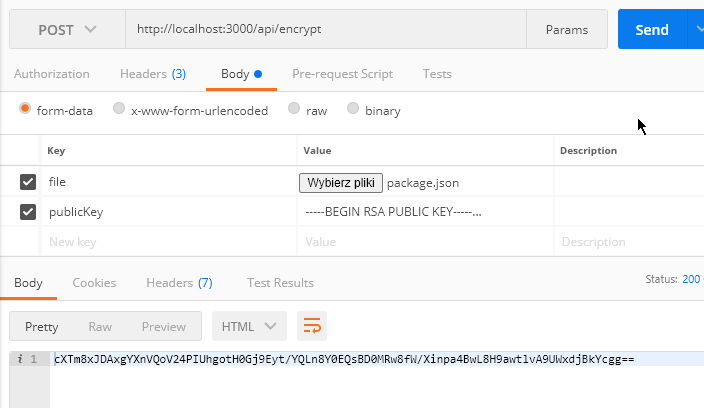 POST http://localhost:3000/api/encrypt Params Send
Authorization Headers (3) Body Pre-request Script Tests
form-data x-www-form-urlencoded raw binary
Key Value Description
file Wybierz pliki package.json
publicKey -----BEGIN RSA PUBLIC KEY-----...
New key Value Description
Body Cookies Headers (7) Test Results Status: 200
Pretty Raw Preview HTML
i 1 cXTm8xJDAxgYXnVQoV24PIUhgotH0Gj9Eyt/YQLn8Y0EQsBD0MRw8fW/Xinpa4BwL8H9awtlvA9UWxdjBkYcgg==